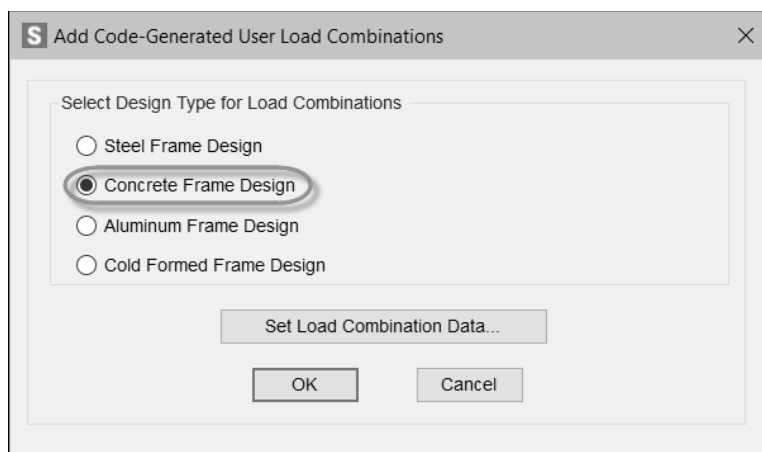 S Add Code-Generated User Load Combinations
Select Design Type for Load Combinations
Steel Frame Design
Concrete Frame Design
Aluminum Frame Design
Cold Formed Frame Design
Set Load Combination Data...
OK Cancel